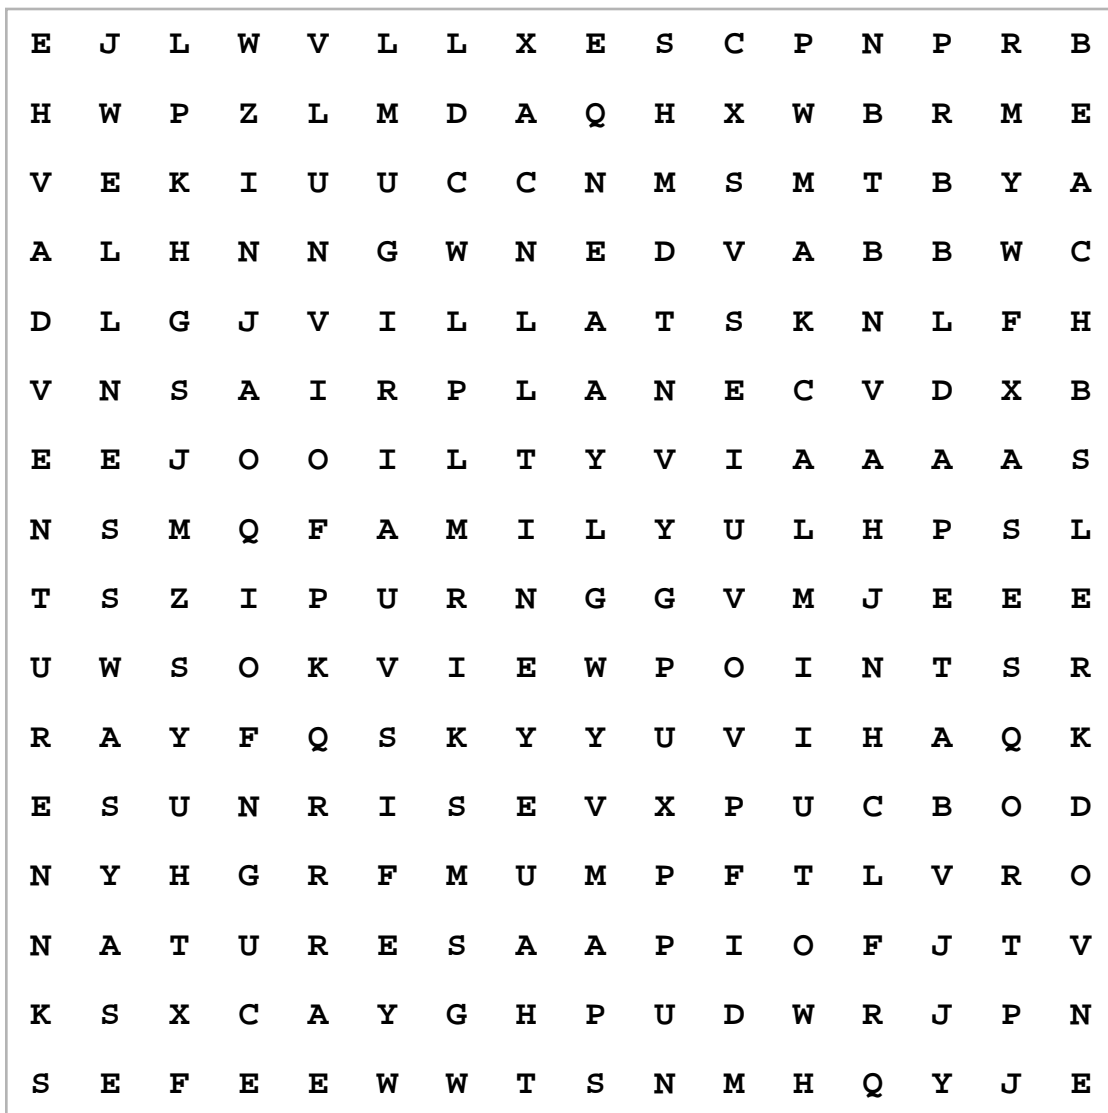 E J L W V L L X E S C P N P R B
H W P Z L M D A Q H X W B R M E
V E K I U U C C N M S M T B Y A
A L H N N G W N E D V A B B W C
D L G J V I L L A T S K N L F H
V N S A I R P L A N E C V D X B
E E J O O I L T Y V I A A A A S
N S M Q F A M I L Y U L H P S L
T S Z I P U R N G G V M J E E E
U W S O K V I E W P O I N T S R
R A Y F Q S K Y Y U V I H A Q K
E S U N R I S E V X P U C B O D
N Y H G R F M U M P F T L V R O
N A T U R E S A A P I O F J T V
K S X C A Y G H P U D W R J P N
S E F E E W W T S N M H Q Y J E